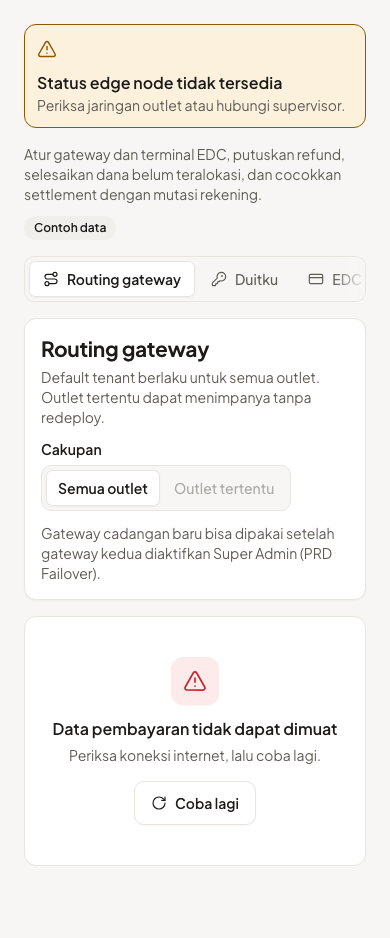 Status edge node tidak tersedia
Periksa jaringan outlet atau hubungi supervisor.
Atur gateway dan terminal EDC, putuskan refund,
selesaikan dana belum teralokasi, dan cocokkan
settlement dengan mutasi rekening.
Contoh data
Routing gateway
Duitku
EDC
Routing gateway
Default tenant berlaku untuk semua outlet.
Outlet tertentu dapat menimpanya tanpa
redeploy.
Cakupan
Semua outlet
Outlet tertentu
Gateway cadangan baru bisa dipakai setelah
gateway kedua diaktifkan Super Admin (PRD
Failover).
Data pembayaran tidak dapat dimuat
Periksa koneksi internet, lalu coba lagi.
Coba lagi